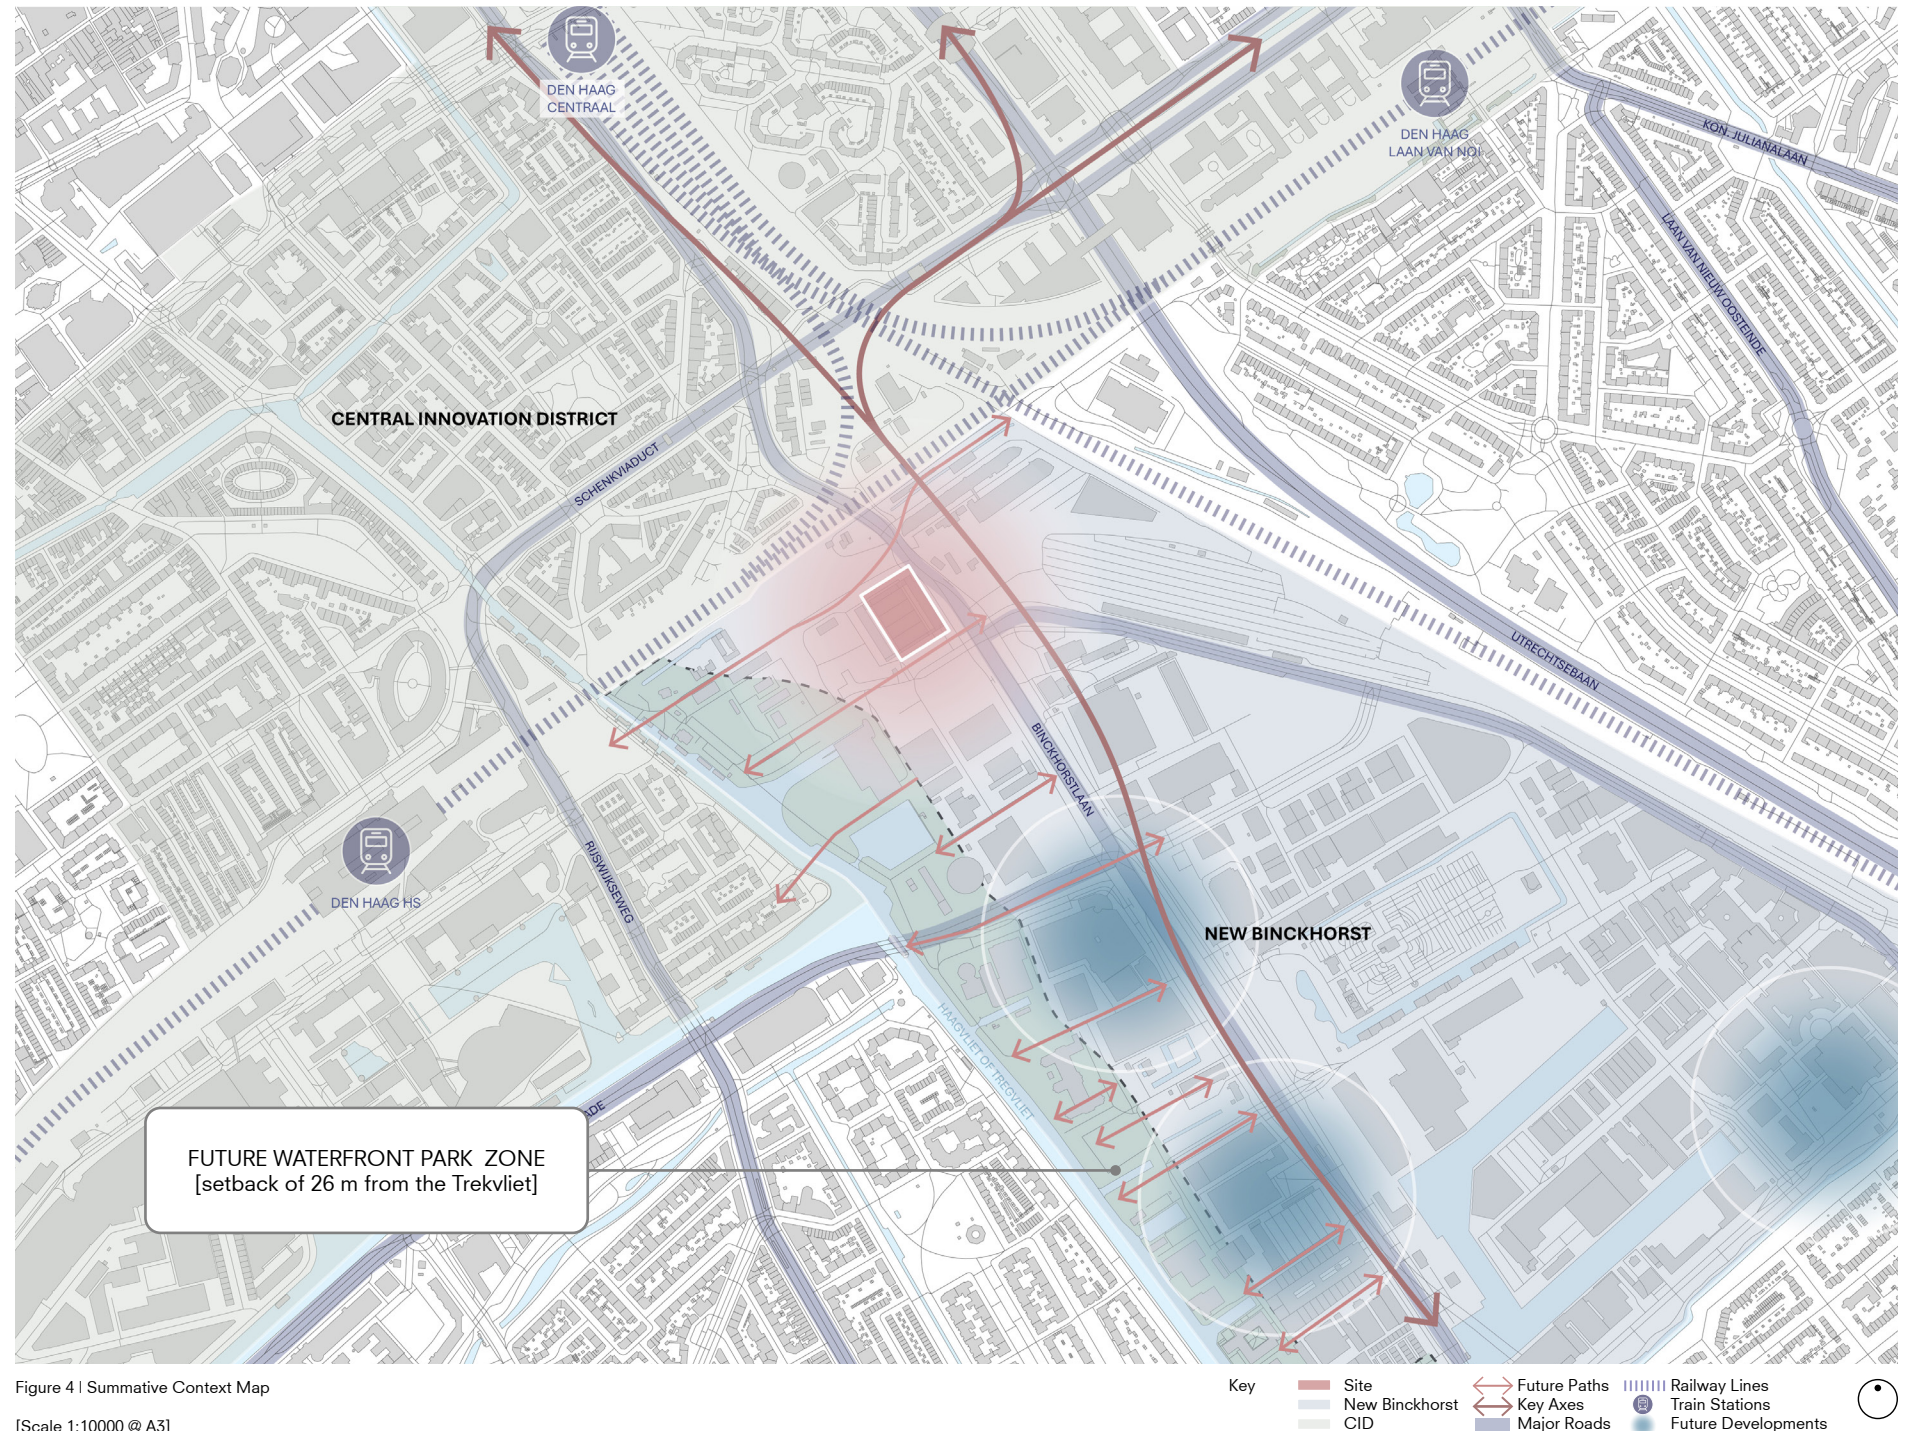 DEN HAAG
CENTRAAL
DEN HAAG
LAAN VAN NOI
KON. JULIANALAAN
LAAN VAN NIEUW OOSTEINDE
CENTRAL INNOVATION DISTRICT
SCHENKVIADUCT
UTRECHTSEBAAN
BINCKHORSTLAAN
RIJSWIJKSEWEG
DEN HAAG HS
NEW BINCKHORST
HAAGVLIET OF TREGVLIET
ADE
FUTURE WATERFRONT PARK ZONE
[setback of 26 m from the Trekvliet]
Figure 4 | Summative Context Map
[Scale 1:10000 @ A3]
Key
Site
New Binckhorst
CID
Future Paths
Key Axes
Major Roads
Railway Lines
Train Stations
Future Developments